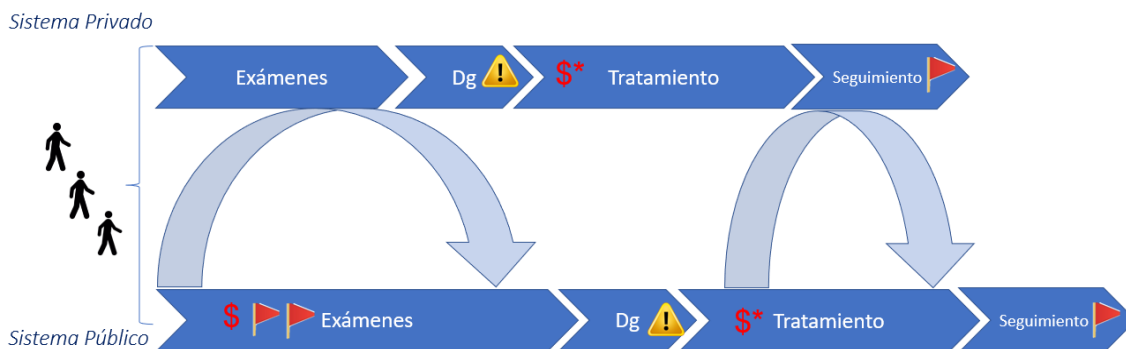 Sistema Privado
Exámenes
Dg
$* Tratamiento
Seguimiento
$ Exámenes
Dg
$* Tratamiento
Seguimiento
Sistema Público